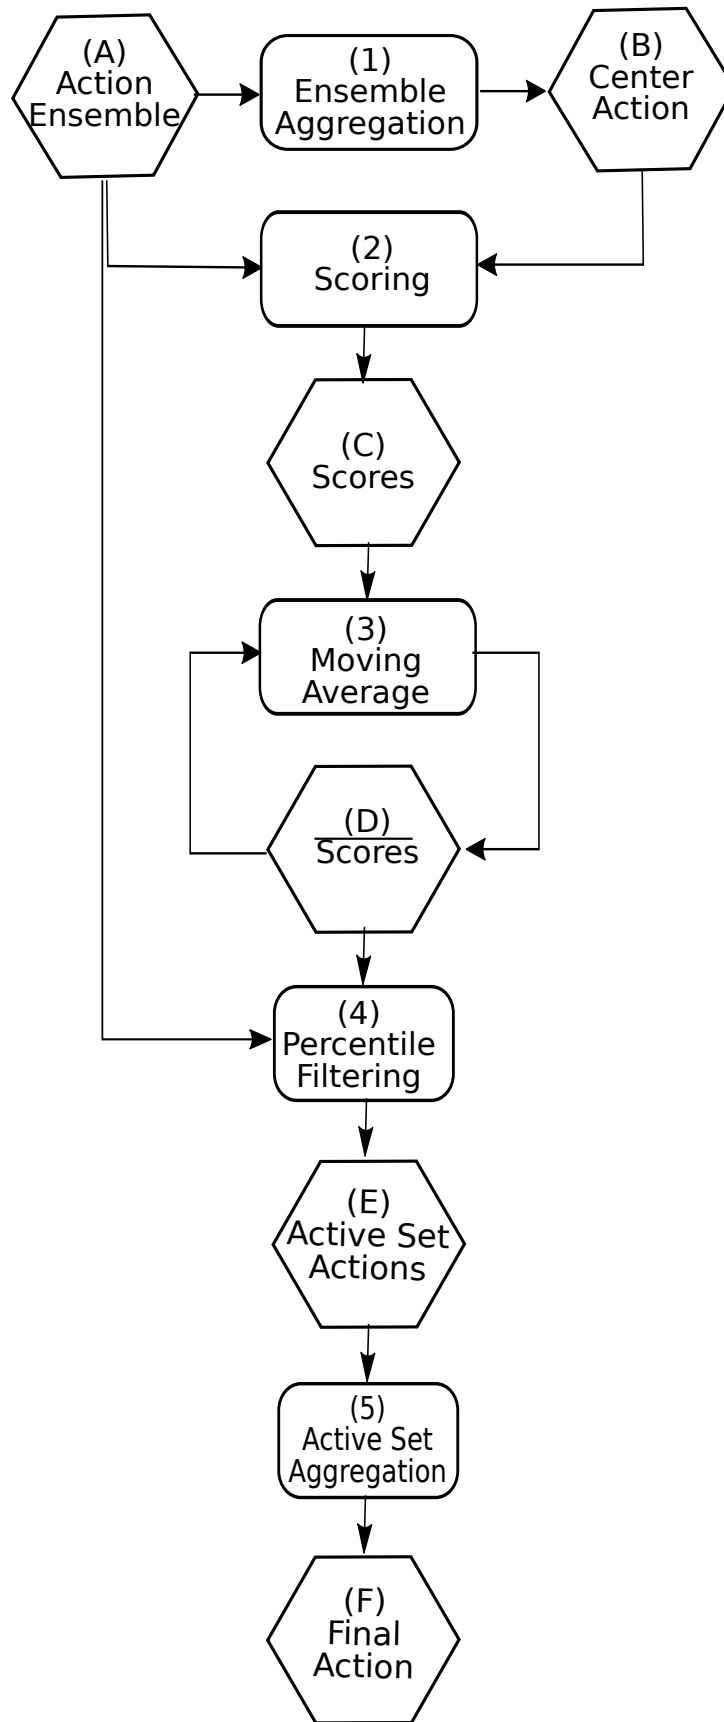 (A)
Action
Ensemble
(1)
Ensemble
Aggregation
(B)
Center
Action
(2)
Scoring
(C)
Scores
(3)
Moving
Average
(D)
Scores
(4)
Percentile
Filtering
(E)
Active Set
Actions
(5)
Active Set
Aggregation
(F)
Final
Action